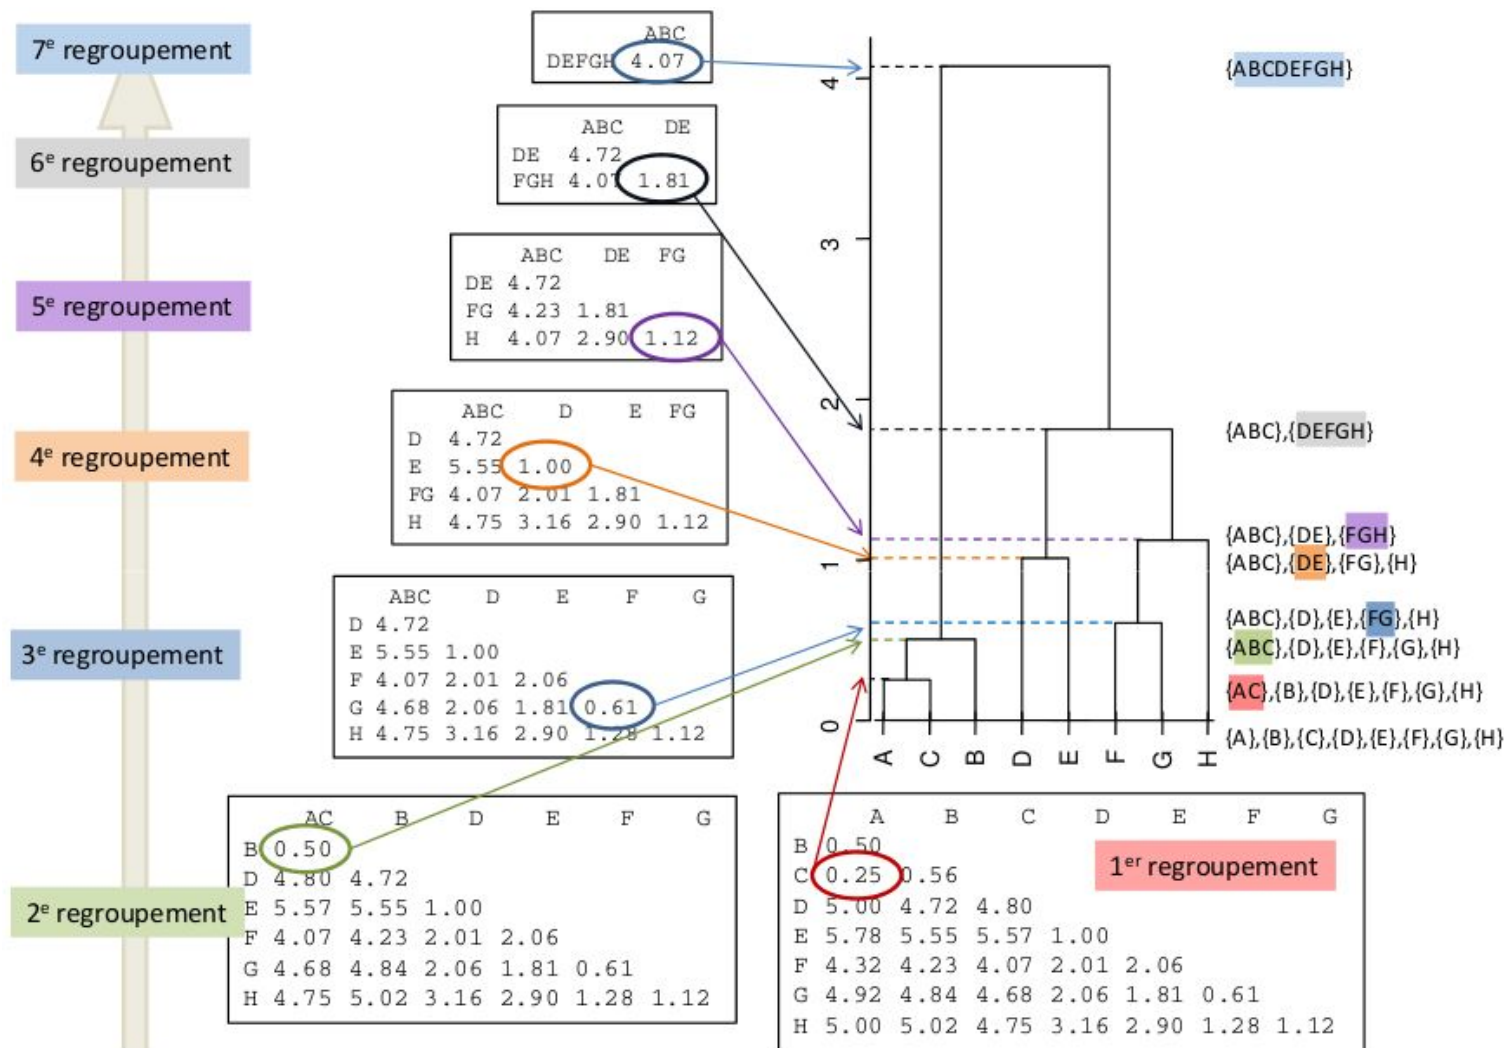 7e regroupement
6e regroupement
5e regroupement
4e regroupement
3e regroupement
2e regroupement
ABC
DEFGH 4.07
ABC DE
DE 4.72
FGH 4.07 1.81
ABC DE FG
DE 4.72
FG 4.23 1.81
H 4.07 2.90 1.12
ABC D E FG
D 4.72
E 5.55 1.00
FG 4.07 2.01 1.81
H 4.75 3.16 2.90 1.12
ABC D E F G
D 4.72
E 5.55 1.00
F 4.07 2.01 2.06
G 4.68 2.06 1.81 0.61
H 4.75 3.16 2.90 1.28 1.12
AC B D E F G
B 0.50
D 4.80 4.72
E 5.57 5.55 1.00
F 4.07 4.23 2.01 2.06
G 4.68 4.84 2.06 1.81 0.61
H 4.75 5.02 3.16 2.90 1.28 1.12
A B C D E F G
B 0.50
C 0.25 0.56
D 5.00 4.72 4.80
E 5.78 5.55 5.57 1.00
F 4.32 4.23 4.07 2.01 2.06
G 4.92 4.84 4.68 2.06 1.81 0.61
H 5.00 5.02 4.75 3.16 2.90 1.28 1.12
1er regroupement
4
3
2
1
0
A C B D E F G H
{ABCDEFGH}
{ABC},{DEFGH}
{ABC},{DE},{FGH}
{ABC},{DE},{FG},{H}
{ABC},{D},{E},{FG},{H}
{ABC},{D},{E},{F},{G},{H}
{AC},{B},{D},{E},{F},{G},{H}
{A},{B},{C},{D},{E},{F},{G},{H}